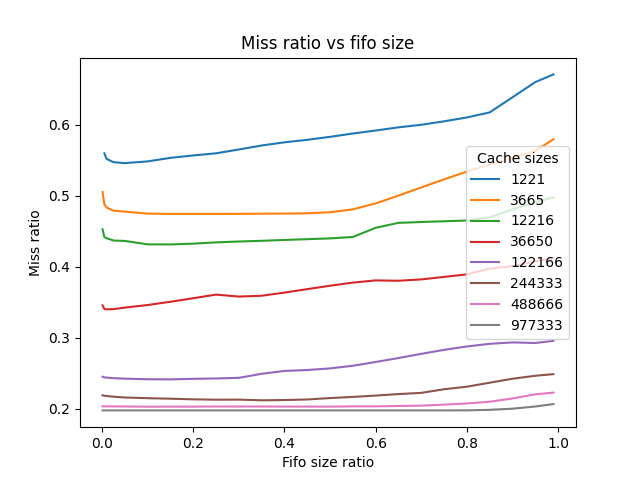 Miss ratio vs fifo size
Miss ratio
0.6
0.5
0.4
0.3
0.2
Cache sizes
1221
3665
12216
36650
122166
244333
488666
977333
0.0 0.2 0.4 0.6 0.8 1.0
Fifo size ratio